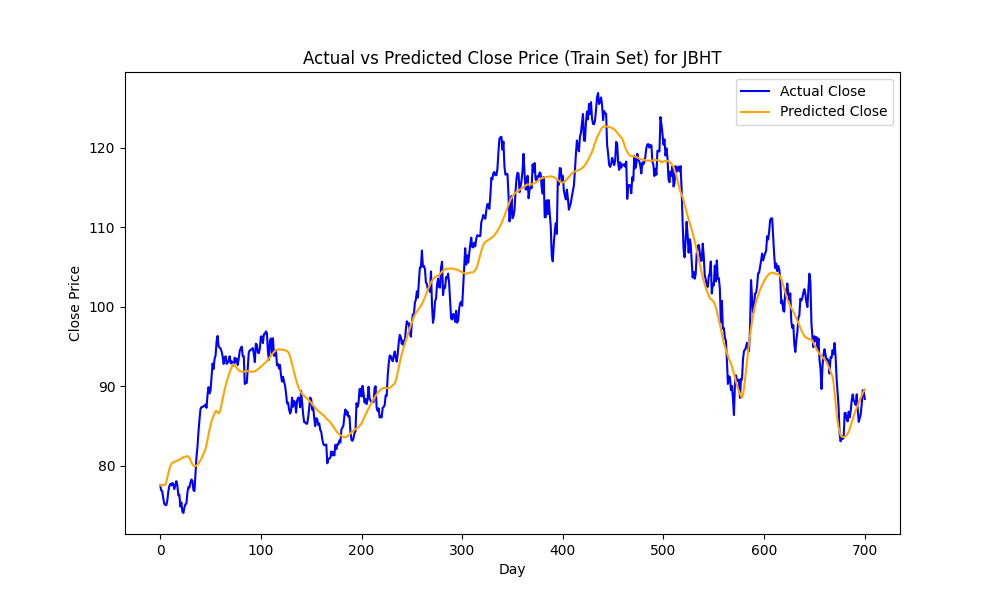 Actual vs Predicted Close Price (Train Set) for JBHT
Actual Close
Predicted Close
Close Price
120
110
100
90
80
0 100 200 300 400 500 600 700
Day